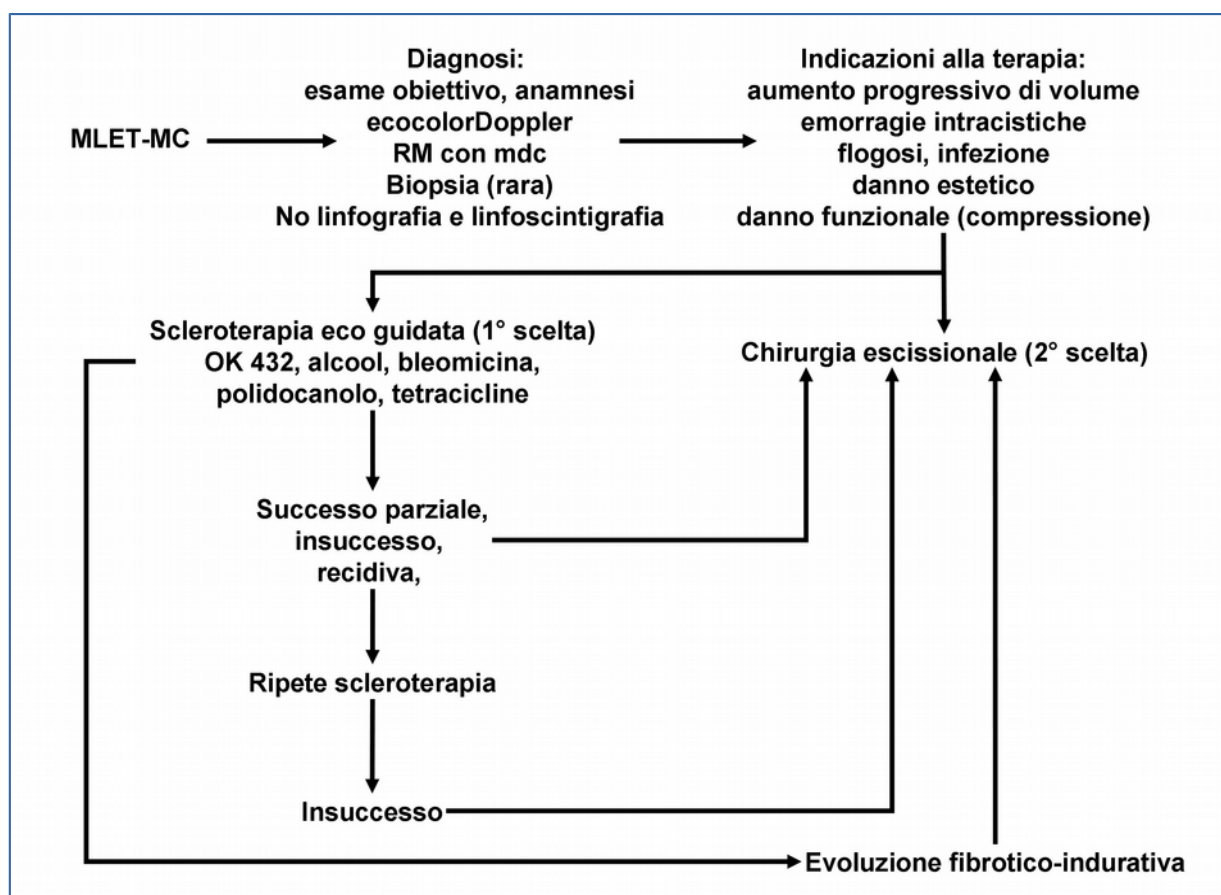 MLET-MC
Diagnosi:
esame obiettivo, anamnesi
ecocolorDoppler
RM con mdc
Biopsia (rara)
No linfografia e linfoscintigrafia
Indicazioni alla terapia:
aumento progressivo di volume
emorragie intracistiche
flogosi, infezione
danno estetico
danno funzionale (compressione)
Scleroterapia eco guidata (1° scelta)
OK 432, alcool, bleomicina,
polidocanolo, tetracicline
Chirurgia escissionale (2° scelta)
Successo parziale,
insuccesso,
recidiva,
Ripete scleroterapia
Insuccesso
Evoluzione fibrotico-indurativa